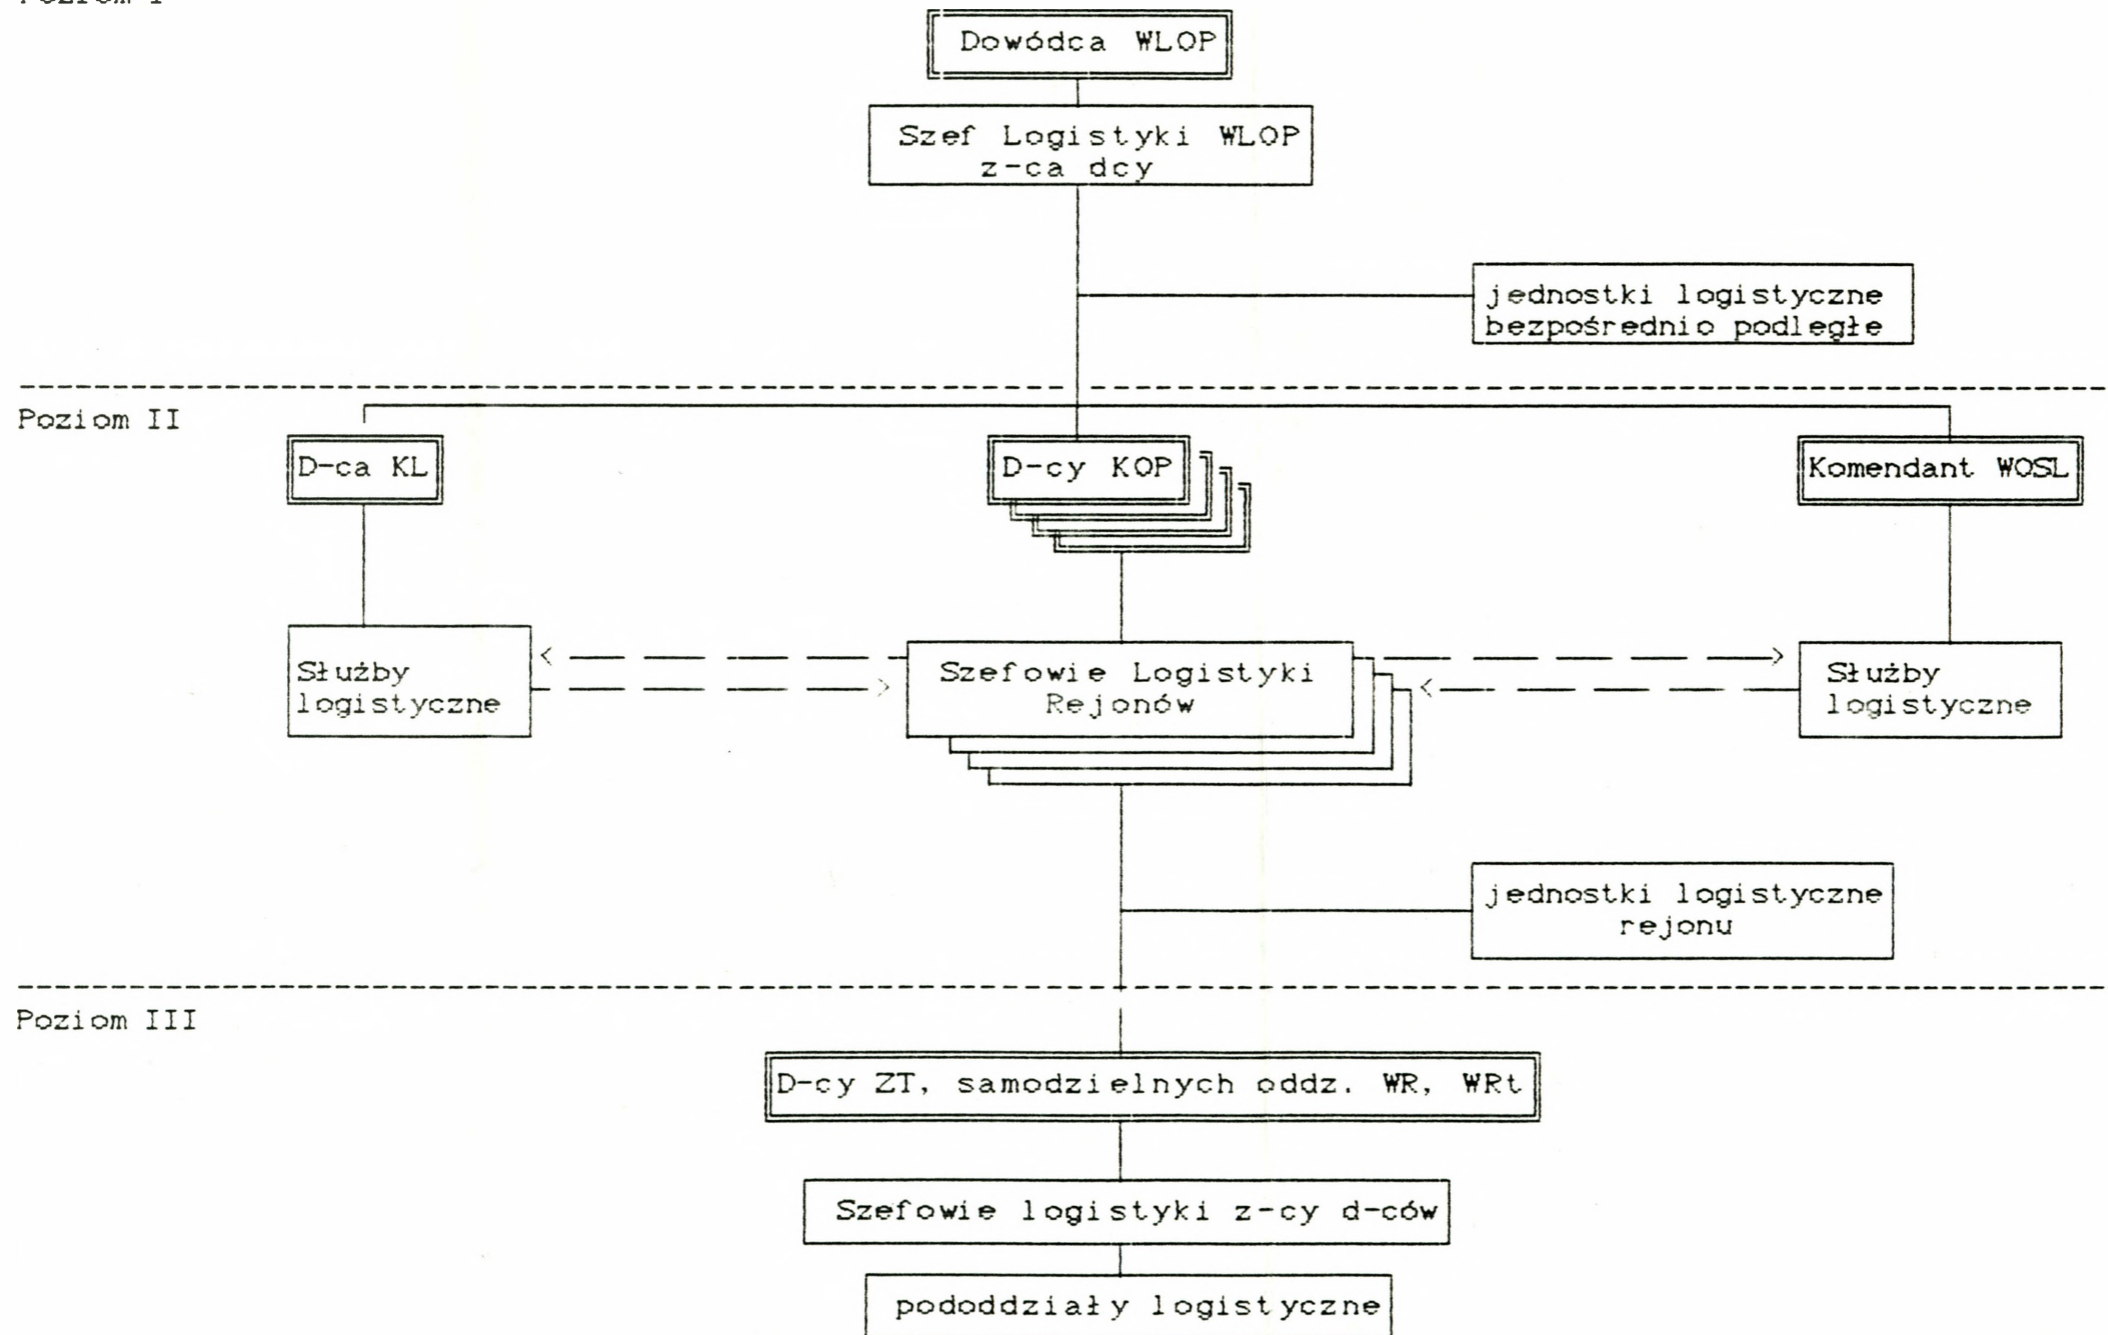 Poziom I
Dowódca WLOP
Szef Logistyki WLOP
z-ca dcy
jednostki logistyczne
bezpośrednio podległe
Poziom II
D-ca KL
D-cy KOP
Komendant WOSL
Służby
logistyczne
Szefowie Logistyki
Rejonów
Służby
logistyczne
jednostki logistyczne
rejonu
Poziom III
D-cy ZT, samodzielnych oddz. WR, WRt
Szefowie logistyki z-cy d-ców
pododdziały logistyczne